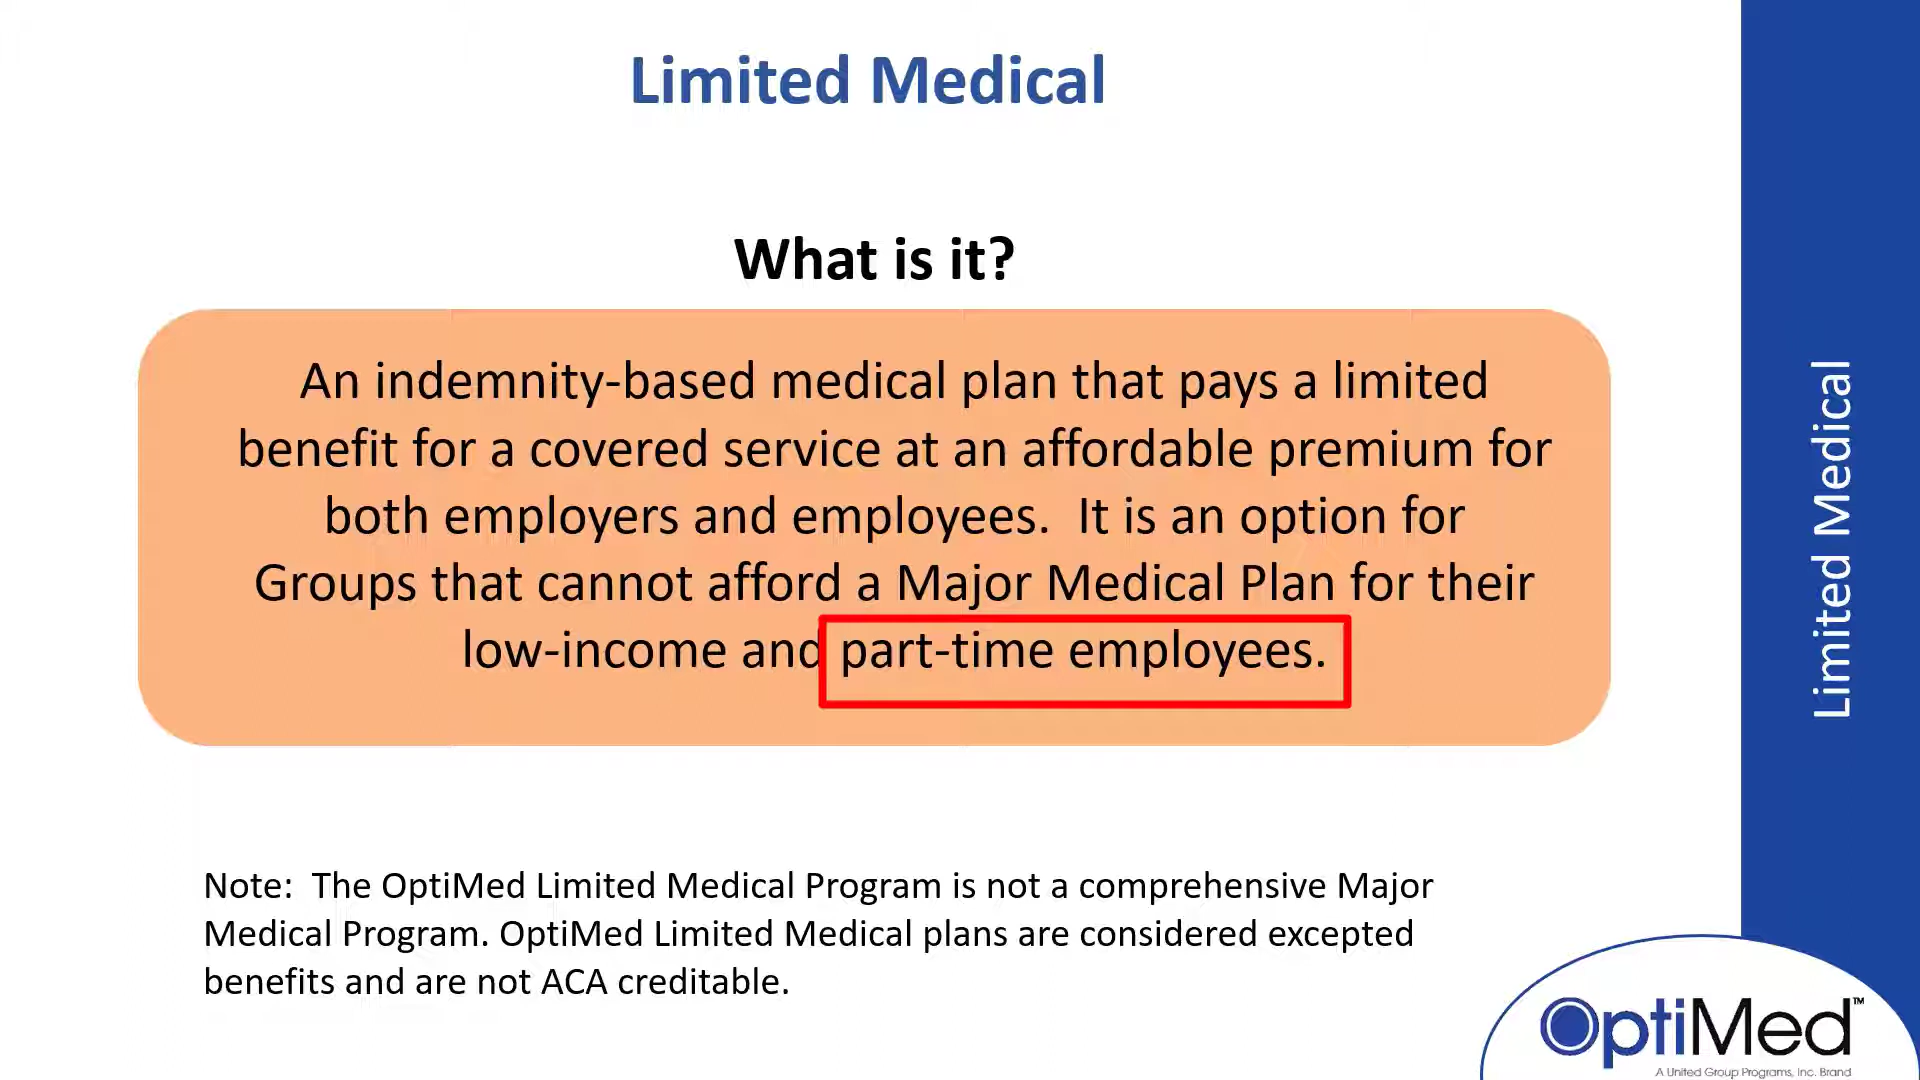 Limited Medical
What is it?
An indemnity-based medical plan that pays a limited
benefit for a covered service at an affordable premium for
both employers and employees.  It is an option for
Groups that cannot afford a Major Medical Plan for their
low-income and part-time employees.
Note:  The OptiMed Limited Medical Program is not a comprehensive Major
Medical Program. OptiMed Limited Medical plans are considered excepted
benefits and are not ACA creditable.
Limited Medical
OptiMed™
A United Group Programs, Inc. Brand